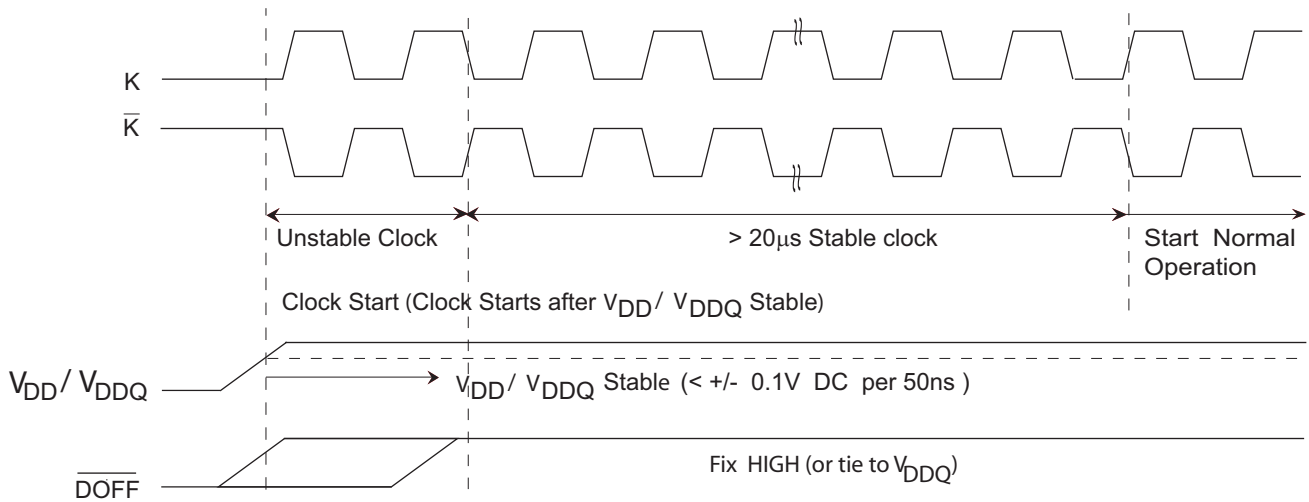 K
K̅
Unstable Clock
> 20μs Stable clock
Start Normal
Operation
Clock Start (Clock Starts after VDD / VDDQ Stable)
VDD / VDDQ
VDD / VDDQ Stable (< +/- 0.1V DC per 50ns )
D̅O̅F̅F̅
Fix HIGH (or tie to VDDQ)